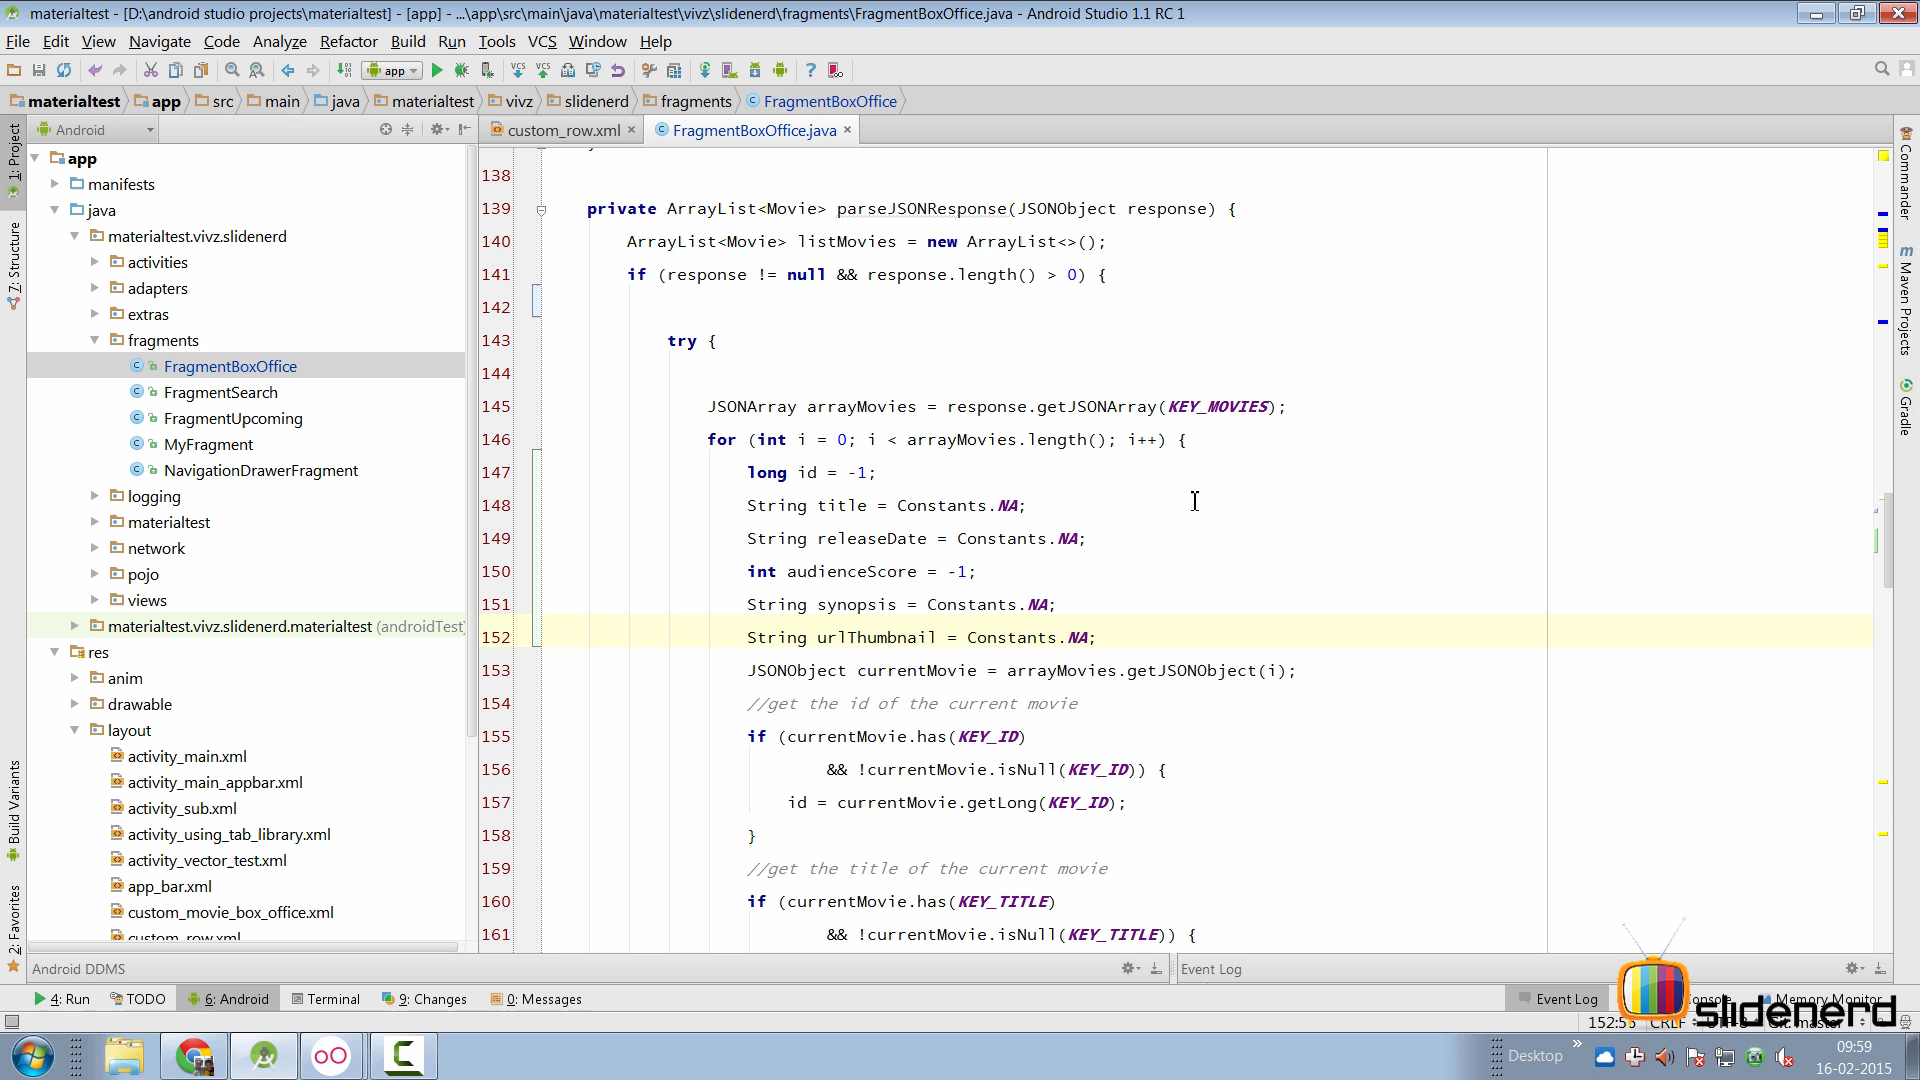 materialtest - [D:\android studio projects\materialtest] - [app] - ...\app\src\main\java\materialtest\vivz\slidenerd\fragments\FragmentBoxOffice.java - Android Studio 1.1 RC 1
File Edit View Navigate Code Analyze Refactor Build Run Tools VCS Window Help
app
materialtest app src main java materialtest vivz slidenerd fragments FragmentBoxOffice
Android
custom_row.xml FragmentBoxOffice.java
1: Project
7: Structure
Build Variants
2: Favorites
app
manifests
java
materialtest.vivz.slidenerd
activities
adapters
extras
fragments
FragmentBoxOffice
FragmentSearch
FragmentUpcoming
MyFragment
NavigationDrawerFragment
logging
materialtest
network
pojo
views
materialtest.vivz.slidenerd.materialtest (androidTest)
res
anim
drawable
layout
activity_main.xml
activity_main_appbar.xml
activity_sub.xml
activity_using_tab_library.xml
activity_vector_test.xml
app_bar.xml
custom_movie_box_office.xml
custom_row.xml
138
139 private ArrayList<Movie> parseJSONResponse(JSONObject response) {
140 ArrayList<Movie> listMovies = new ArrayList<>();
141 if (response != null && response.length() > 0) {
142
143 try {
144
145 JSONArray arrayMovies = response.getJSONArray(KEY_MOVIES);
146 for (int i = 0; i < arrayMovies.length(); i++) {
147 long id = -1;
148 String title = Constants.NA;
149 String releaseDate = Constants.NA;
150 int audienceScore = -1;
151 String synopsis = Constants.NA;
152 String urlThumbnail = Constants.NA;
153 JSONObject currentMovie = arrayMovies.getJSONObject(i);
154 //get the id of the current movie
155 if (currentMovie.has(KEY_ID)
156 && !currentMovie.isNull(KEY_ID)) {
157 id = currentMovie.getLong(KEY_ID);
158 }
159 //get the title of the current movie
160 if (currentMovie.has(KEY_TITLE)
161 && !currentMovie.isNull(KEY_TITLE)) {
Commander
Maven Projects
Gradle
Android DDMS
Event Log
4: Run TODO 6: Android Terminal 9: Changes 0: Messages
Event Log Memory Monitor
slidenerd
Desktop
09:59
16-02-2015